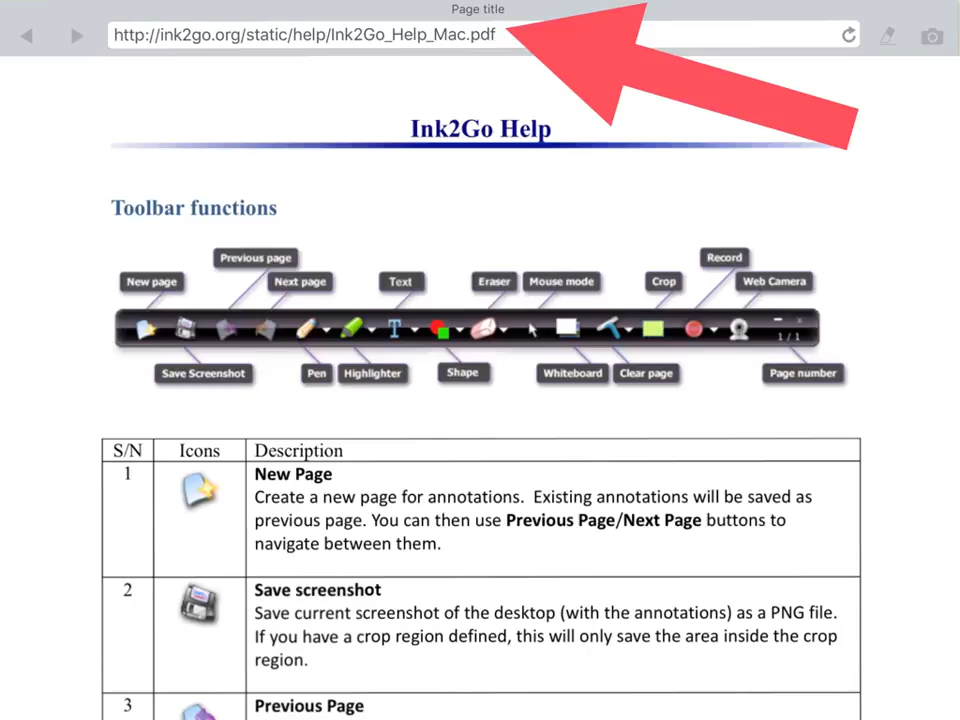 Page title
http://ink2go.org/static/help/Ink2Go_Help_Mac.pdf
Ink2Go Help
Toolbar functions
Previous page
Record
New page
Next page
Text
Eraser
Mouse mode
Crop
Web Camera
T
1 / 1
Save Screenshot
Pen
Highlighter
Shape
Whiteboard
Clear page
Page number
S/N Icons Description
1 New Page
Create a new page for annotations. Existing annotations will be saved as
previous page. You can then use Previous Page/Next Page buttons to
navigate between them.
2 Save screenshot
Save current screenshot of the desktop (with the annotations) as a PNG file.
If you have a crop region defined, this will only save the area inside the crop
region.
3 Previous Page